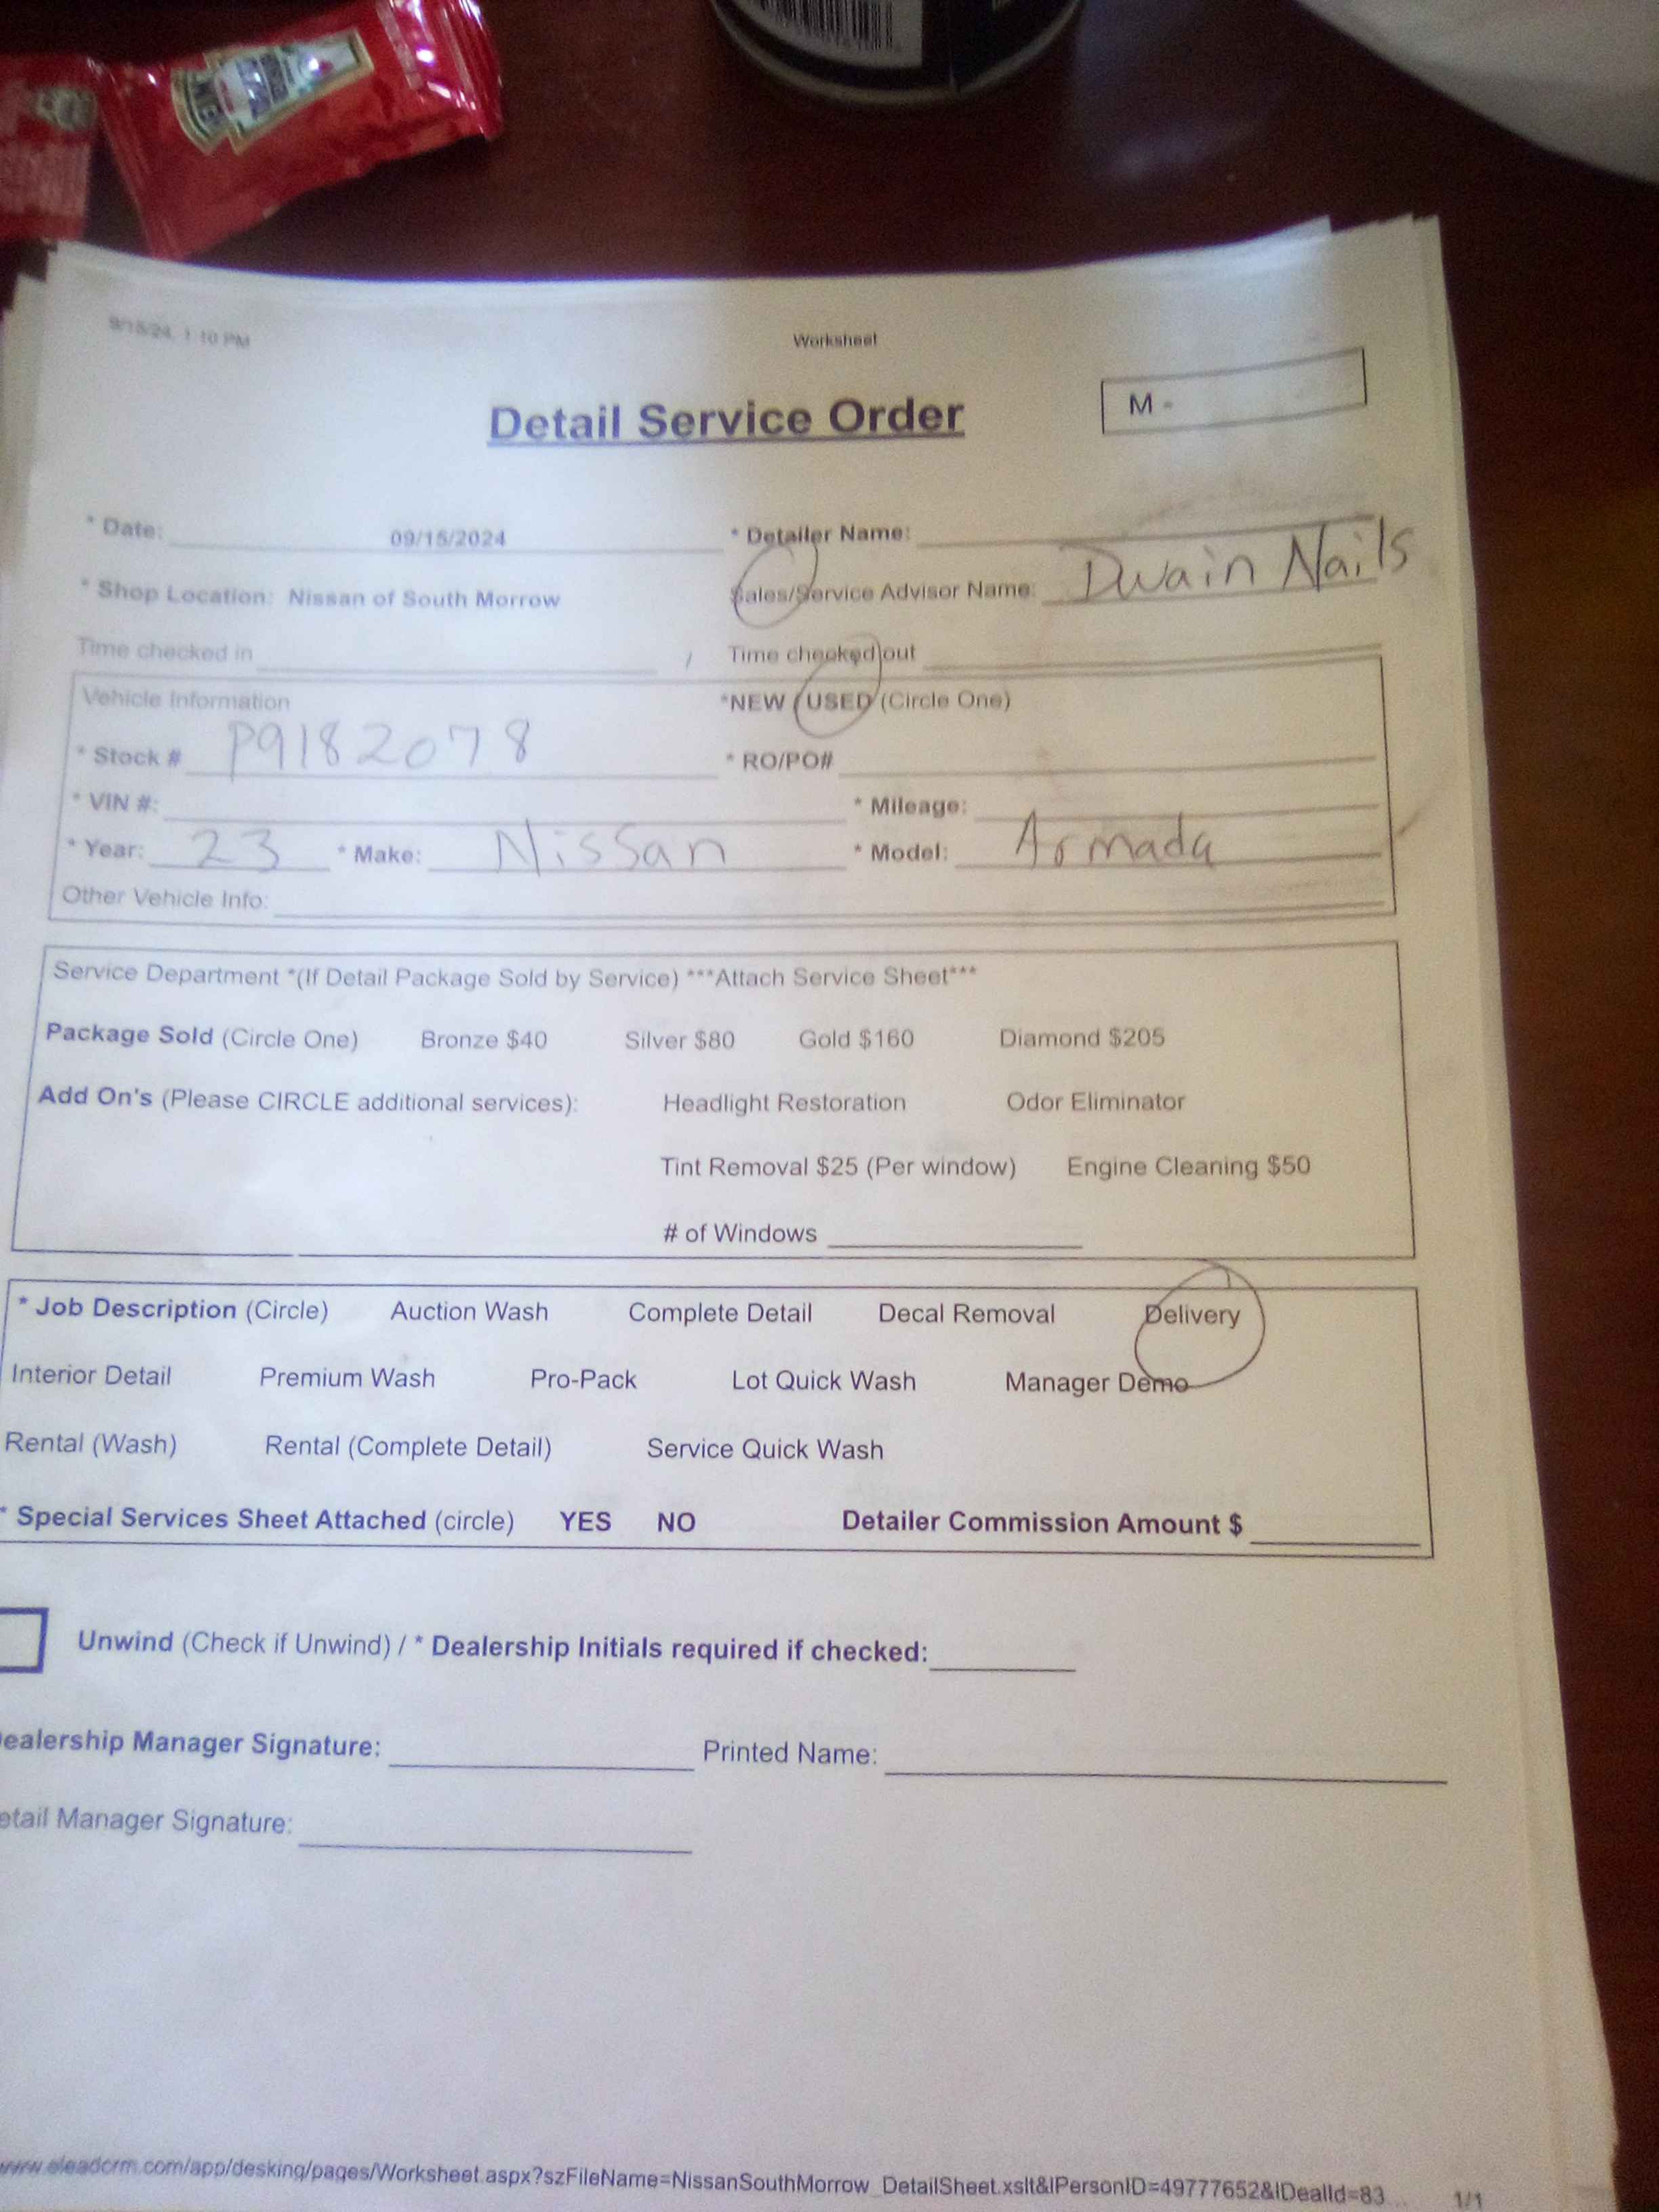 9/15/24, 1:10 PM
Worksheet
Detail Service Order
M -
* Date: 09/15/2024
* Detailer Name:
* Shop Location: Nissan of South Morrow
Sales/Service Advisor Name: Dwain Nails
Time checked in / Time checked out
Vehicle Information
*NEW / USED (Circle One)
* Stock # P9182078
* RO/PO#
* VIN #:
* Mileage:
* Year: 23 * Make: Nissan * Model: Armada
Other Vehicle Info:
Service Department *(If Detail Package Sold by Service) ***Attach Service Sheet***
Package Sold (Circle One) Bronze $40 Silver $80 Gold $160 Diamond $205
Add On's (Please CIRCLE additional services): Headlight Restoration Odor Eliminator
Tint Removal $25 (Per window) Engine Cleaning $50
# of Windows
* Job Description (Circle) Auction Wash Complete Detail Decal Removal Delivery
Interior Detail Premium Wash Pro-Pack Lot Quick Wash Manager Demo
Rental (Wash) Rental (Complete Detail) Service Quick Wash
* Special Services Sheet Attached (circle) YES NO Detailer Commission Amount $
Unwind (Check if Unwind) / * Dealership Initials required if checked:
ealership Manager Signature: Printed Name:
etail Manager Signature:
www.eleadcrm.com/app/desking/pages/Worksheet.aspx?szFileName=NissanSouthMorrow_DetailSheet.xslt&lPersonID=49777652&lDealId=83... 1/1